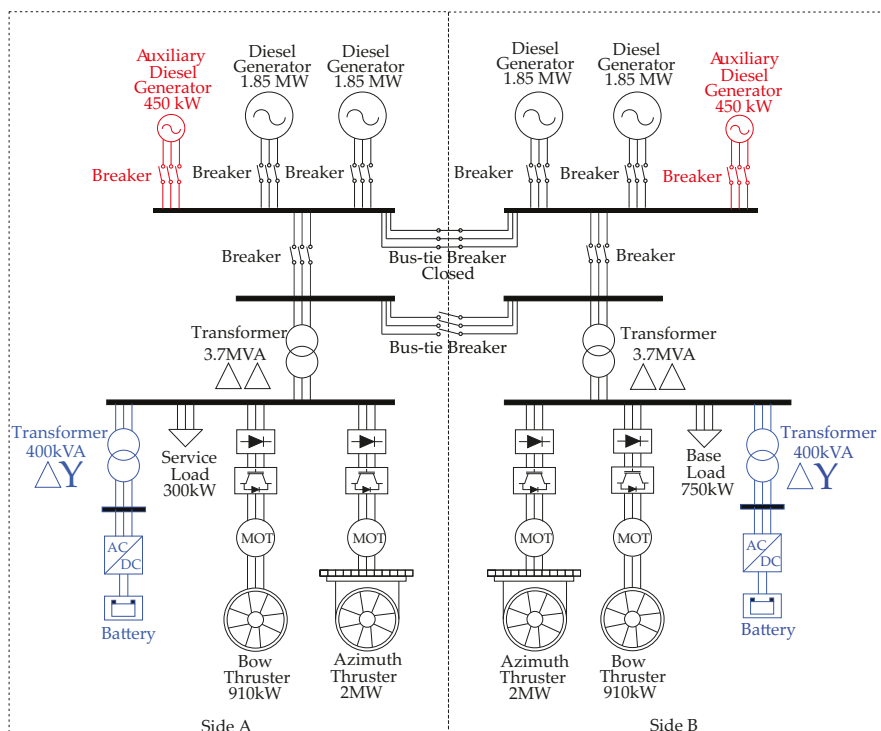 Auxiliary
Diesel
Generator
450 kW
Diesel
Generator
1.85 MW
Diesel
Generator
1.85 MW
Diesel
Generator
1.85 MW
Diesel
Generator
1.85 MW
Auxiliary
Diesel
Generator
450 kW
Breaker
Breaker
Breaker
Breaker
Breaker
Breaker
Bus-tie Breaker
Closed
Breaker
Breaker
Bus-tie Breaker
Transformer
3.7MVA
Transformer
3.7MVA
Transformer
400kVA
Y
Service
Load
300kW
Base
Load
750kW
Transformer
400kVA
Y
AC
DC
MOT
MOT
MOT
MOT
AC
DC
Battery
Bow
Thruster
910kW
Azimuth
Thruster
2MW
Azimuth
Thruster
2MW
Bow
Thruster
910kW
Battery
Side A
Side B